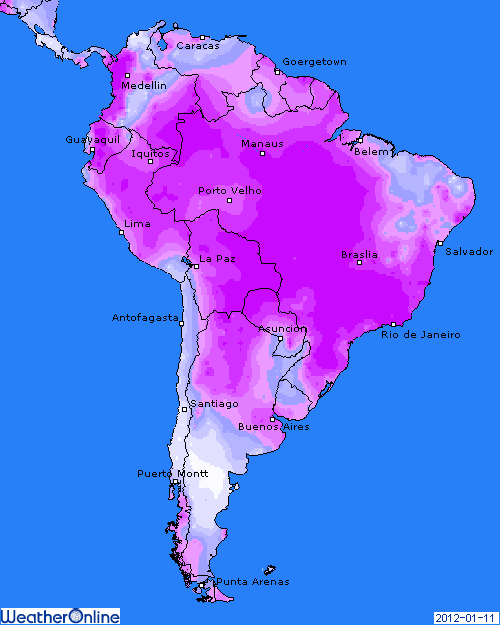 Caracas
Goergetown
Medellin
Guayaquil
Iquitos
Manaus
Belem
Porto Velho
Lima
Salvador
La Paz
Braslia
Antofagasta
Asuncion
Rio de Janeiro
Santiago
Buenos Aires
Puerto Montt
Punta Arenas
WeatherOnline
2012-01-11